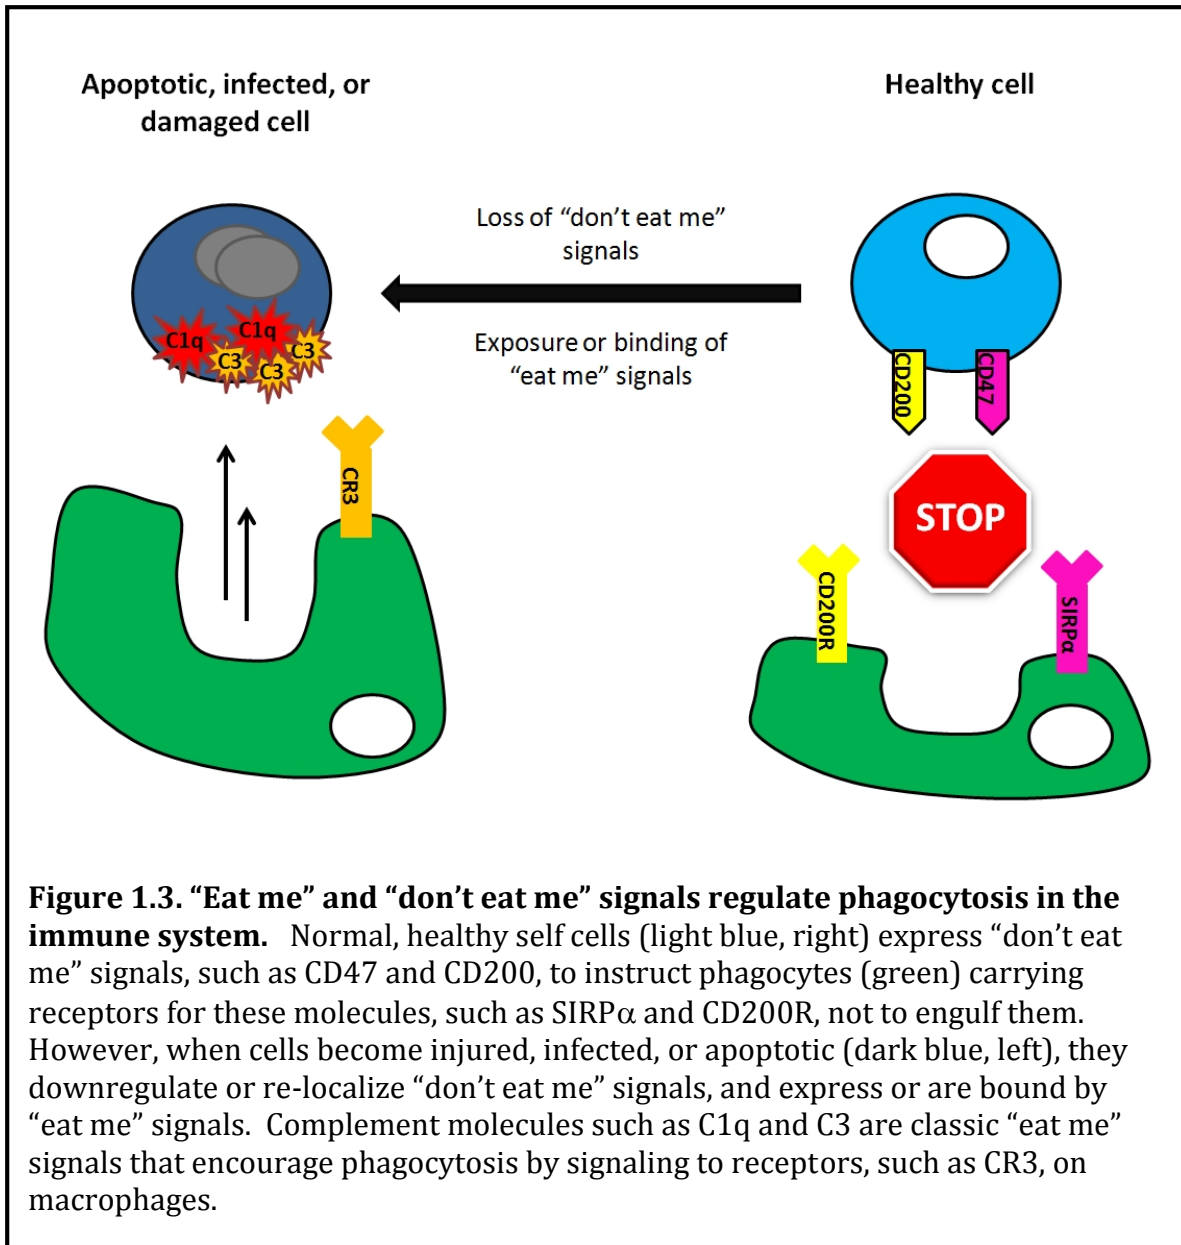 Apoptotic, infected, or
damaged cell
Healthy cell
Loss of “don’t eat me”
signals
Exposure or binding of
“eat me” signals
C1q
C1q
C3
C3
C3
CR3
CD200
CD47
STOP
CD200R
SIRPα
Figure 1.3. “Eat me” and “don’t eat me” signals regulate phagocytosis in the
immune system. Normal, healthy self cells (light blue, right) express “don’t eat
me” signals, such as CD47 and CD200, to instruct phagocytes (green) carrying
receptors for these molecules, such as SIRPα and CD200R, not to engulf them.
However, when cells become injured, infected, or apoptotic (dark blue, left), they
downregulate or re-localize “don’t eat me” signals, and express or are bound by
“eat me” signals. Complement molecules such as C1q and C3 are classic “eat me”
signals that encourage phagocytosis by signaling to receptors, such as CR3, on
macrophages.